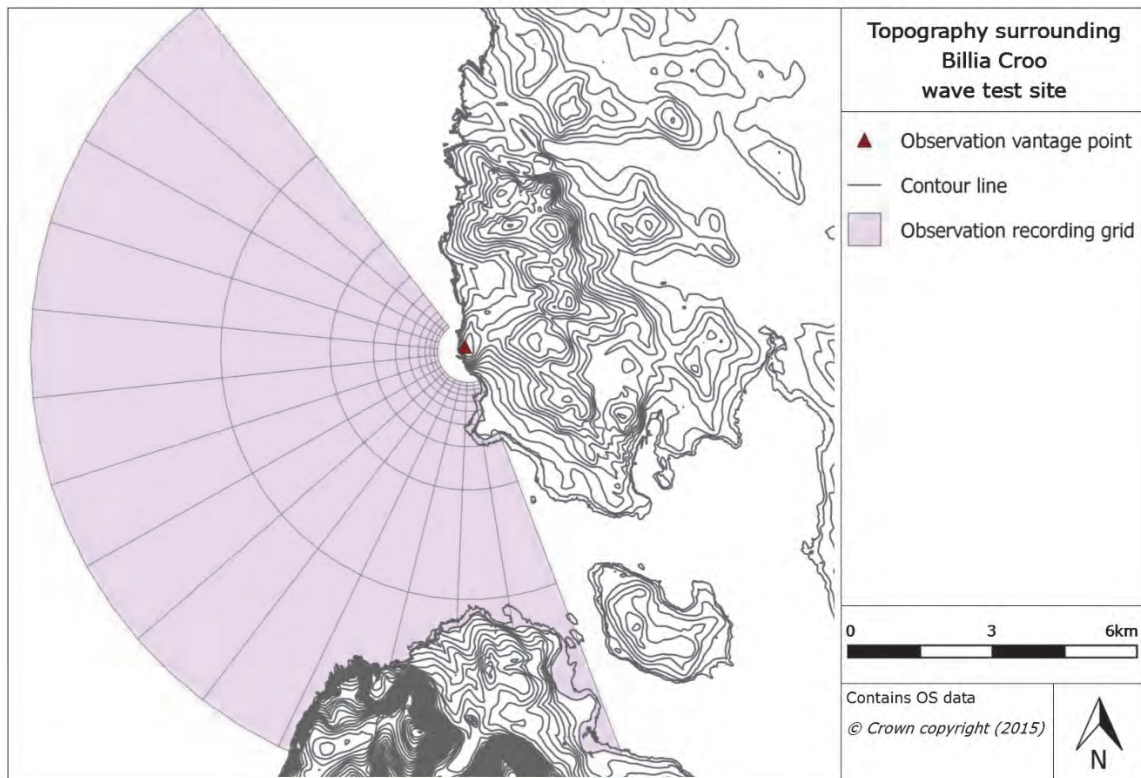 Topography surrounding
Billia Croo
wave test site
Observation vantage point
Contour line
Observation recording grid
0 3 6km
Contains OS data
© Crown copyright (2015)
N